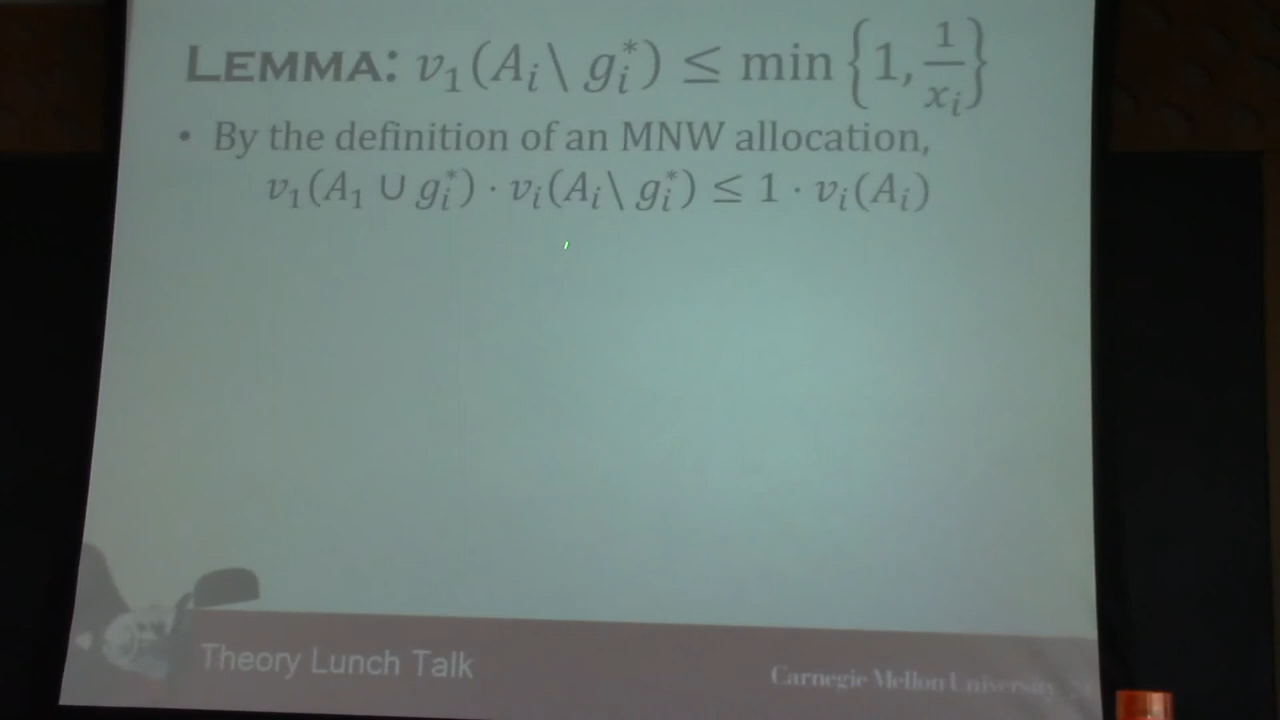 LEMMA: v₁(Aᵢ\ gᵢ*) ≤ min {1, 1/xᵢ}
• By the definition of an MNW allocation,
v₁(A₁ ∪ gᵢ*) · vᵢ(Aᵢ\ gᵢ*) ≤ 1 · vᵢ(Aᵢ)
Theory Lunch Talk
Carnegie Mellon University